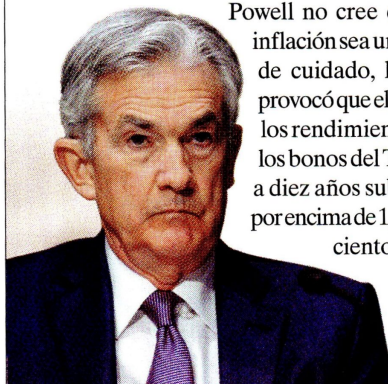 Powell no cree
inflación sea
de cuidado,
provocó que el
los rendimien
los bonos del
a diez años
por encima de
ciento